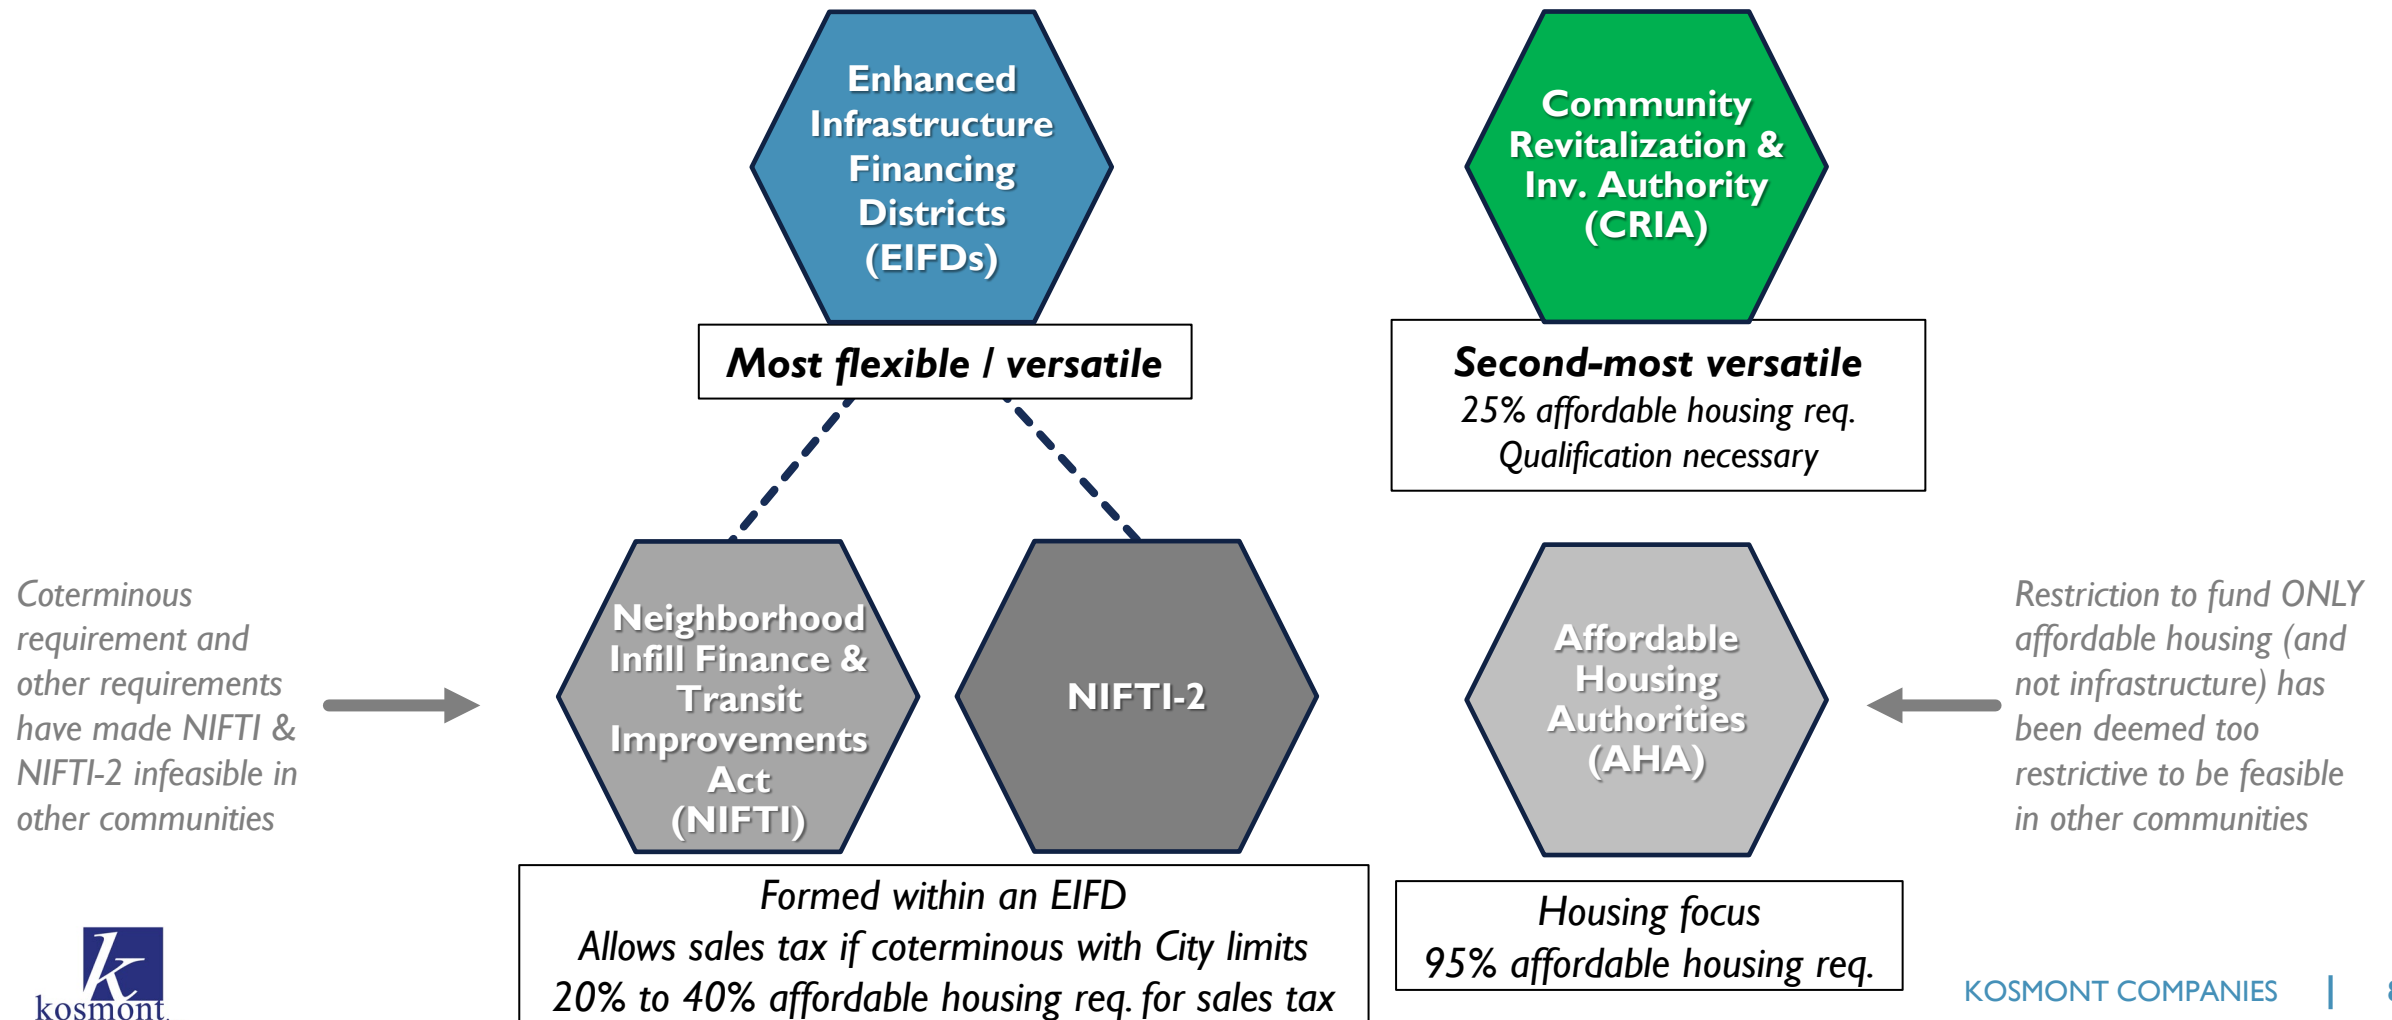 Enhanced
Infrastructure
Financing
Districts
(EIFDs)
Most flexible / versatile
Community
Revitalization &
Inv. Authority
(CRIA)
Second-most versatile
25% affordable housing req.
Qualification necessary
Coterminous
requirement and
other requirements
have made NIFTI &
NIFTI-2 infeasible in
other communities
Neighborhood
Infill Finance &
Transit
Improvements
Act
(NIFTI)
NIFTI-2
Formed within an EIFD
Allows sales tax if coterminous with City limits
20% to 40% affordable housing req. for sales tax
Affordable
Housing
Authorities
(AHA)
Housing focus
95% affordable housing req.
Restriction to fund ONLY
affordable housing (and
not infrastructure) has
been deemed too
restrictive to be feasible
in other communities
k
kosmont
KOSMONT COMPANIES | 8